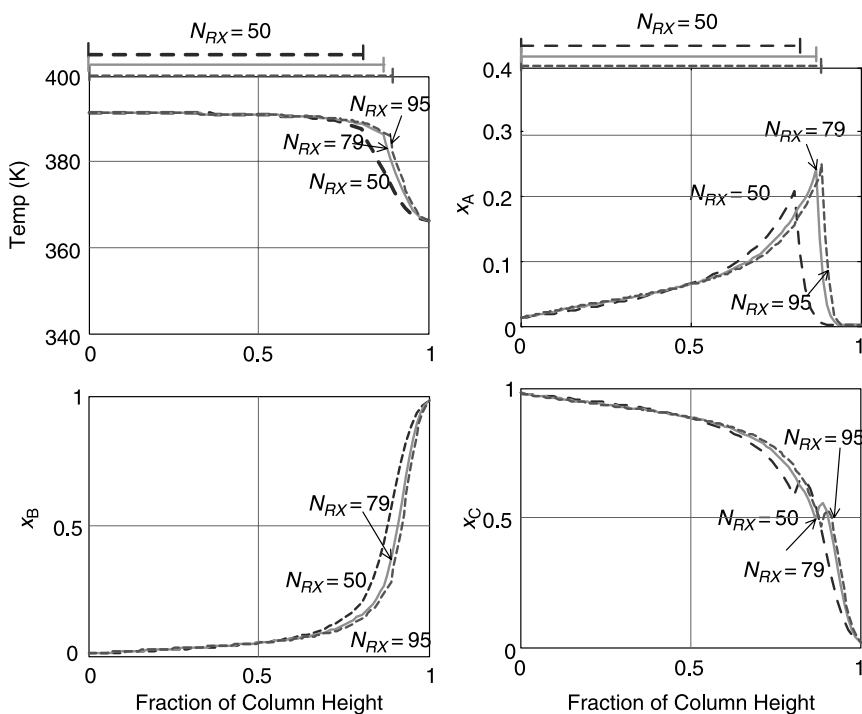 N_RX = 50
400
380
360
340
Temp (K)
N_RX = 95
N_RX = 79
N_RX = 50
0
0.5
1
N_RX = 50
0.4
0.3
0.2
0.1
0
x_A
N_RX = 79
N_RX = 50
N_RX = 95
0
0.5
1
1
0.5
0
x_B
N_RX = 79
N_RX = 50
N_RX = 95
0
0.5
1
Fraction of Column Height
1
0.5
0
x_C
N_RX = 95
N_RX = 50
N_RX = 79
0
0.5
1
Fraction of Column Height